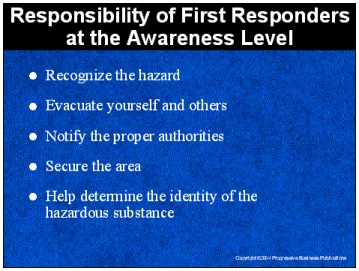 Responsibility of First Responders
at the Awareness Level
Recognize the hazard
Evacuate yourself and others
Notify the proper authorities
Secure the area
Help determine the identity of the
hazardous substance
Copyright ©2004 Progressive Business Publications